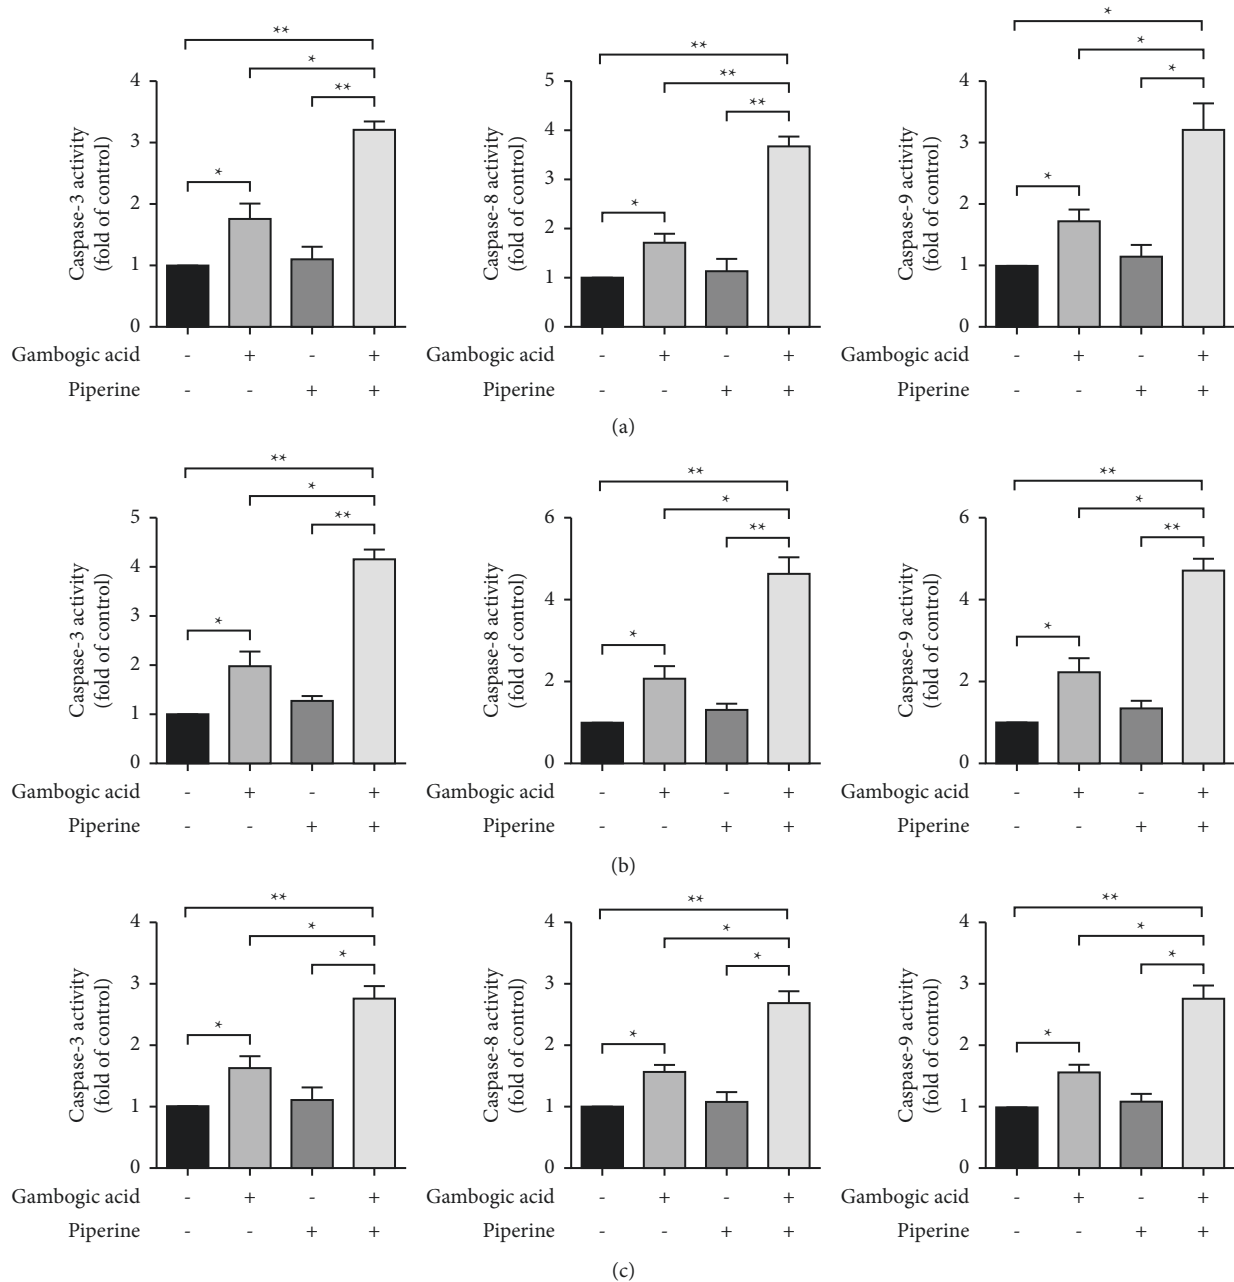 ** ** *
* ** *
** ** *
4 5 4
3 4 3
* * *
2 3 2
2
1 1 1
0 0 0
Caspase-3 activity
(fold of control)
Caspase-8 activity
(fold of control)
Caspase-9 activity
(fold of control)
Gambogic acid - + - + Gambogic acid - + - + Gambogic acid - + - +
Piperine - - + + Piperine - - + + Piperine - - + +
(a)
** ** **
* * *
** ** **
5 6 6
4 4 4
3
* * *
2 2 2
1
0 0 0
Caspase-3 activity
(fold of control)
Caspase-8 activity
(fold of control)
Caspase-9 activity
(fold of control)
Gambogic acid - + - + Gambogic acid - + - + Gambogic acid - + - +
Piperine - - + + Piperine - - + + Piperine - - + +
(b)
** ** **
* * *
* * *
4 4 4
3 3 3
* * *
2 2 2
1 1 1
0 0 0
Caspase-3 activity
(fold of control)
Caspase-8 activity
(fold of control)
Caspase-9 activity
(fold of control)
Gambogic acid - + - + Gambogic acid - + - + Gambogic acid - + - +
Piperine - - + + Piperine - - + + Piperine - - + +
(c)